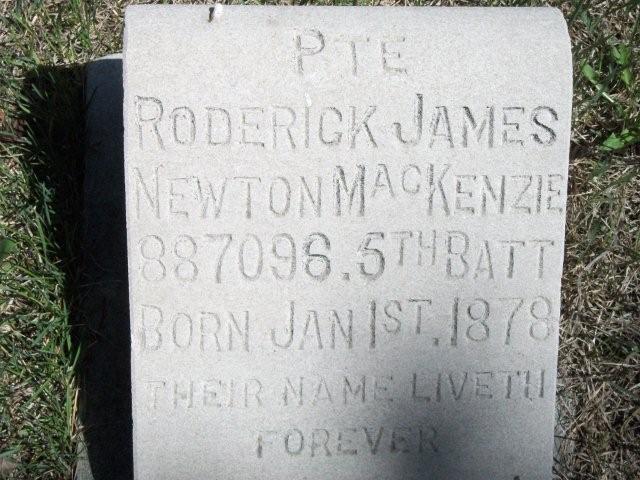 PTE
RODERICK JAMES
NEWTON MACKENZIE
887096. 5TH BATT
BORN JAN 1ST. 1878
THEIR NAME LIVETH
FOREVER